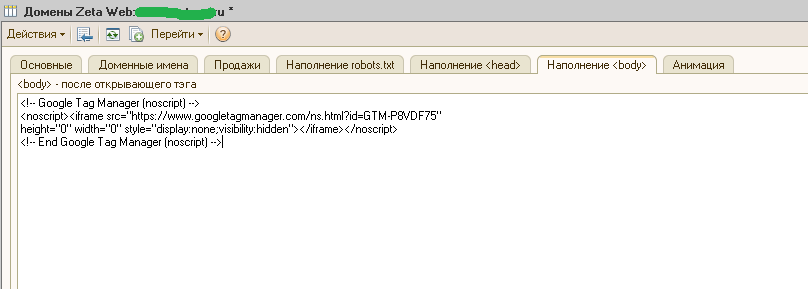 Домены Zeta Web: ru *
Действия Перейти ?
Основные Доменные имена Продажи Наполнение robots.txt Наполнение <head> Наполнение <body> Анимация
<body> - после открывающего тэга
<!-- Google Tag Manager (noscript) -->
<noscript><iframe src="https://www.googletagmanager.com/ns.html?id=GTM-P8VDF75"
height="0" width="0" style="display:none;visibility:hidden"></iframe></noscript>
<!-- End Google Tag Manager (noscript) -->